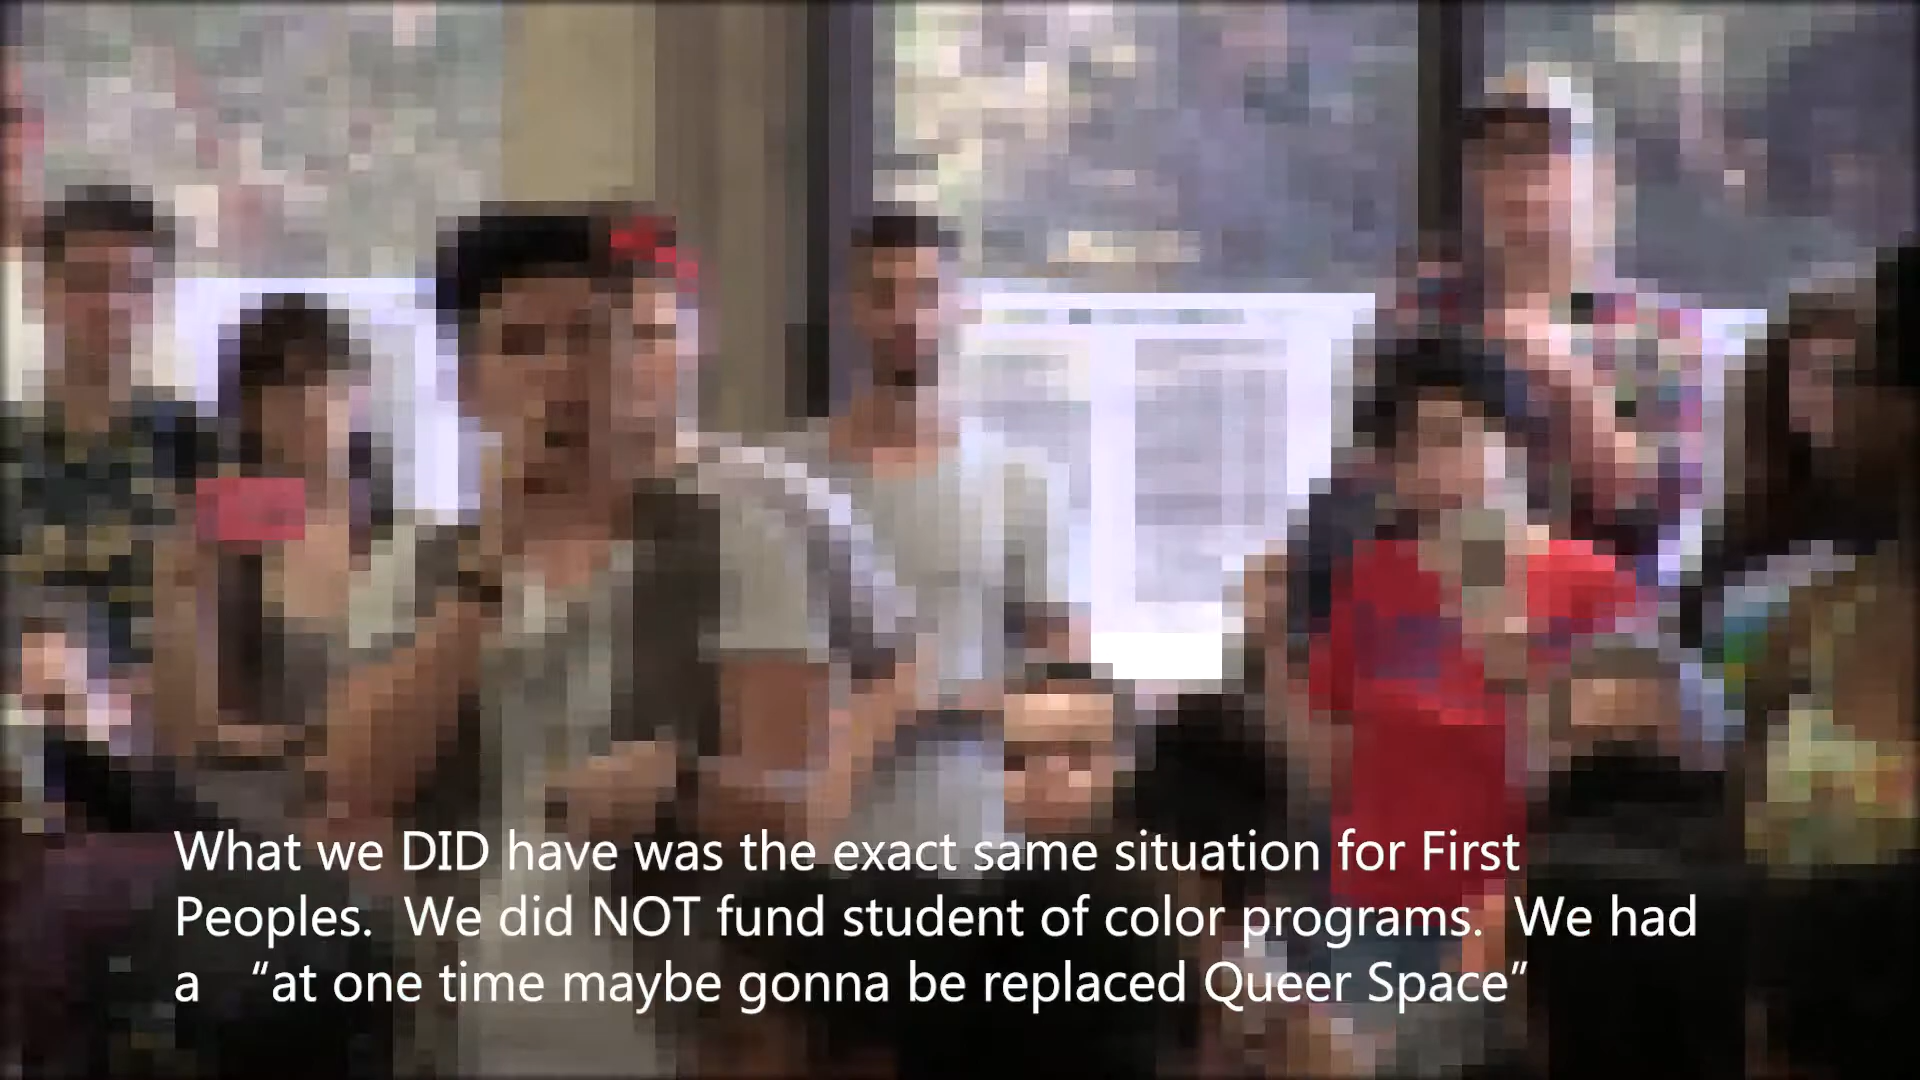 What we DID have was the exact same situation for First
Peoples.  We did NOT fund student of color programs.  We had
a   “at one time maybe gonna be replaced Queer Space”